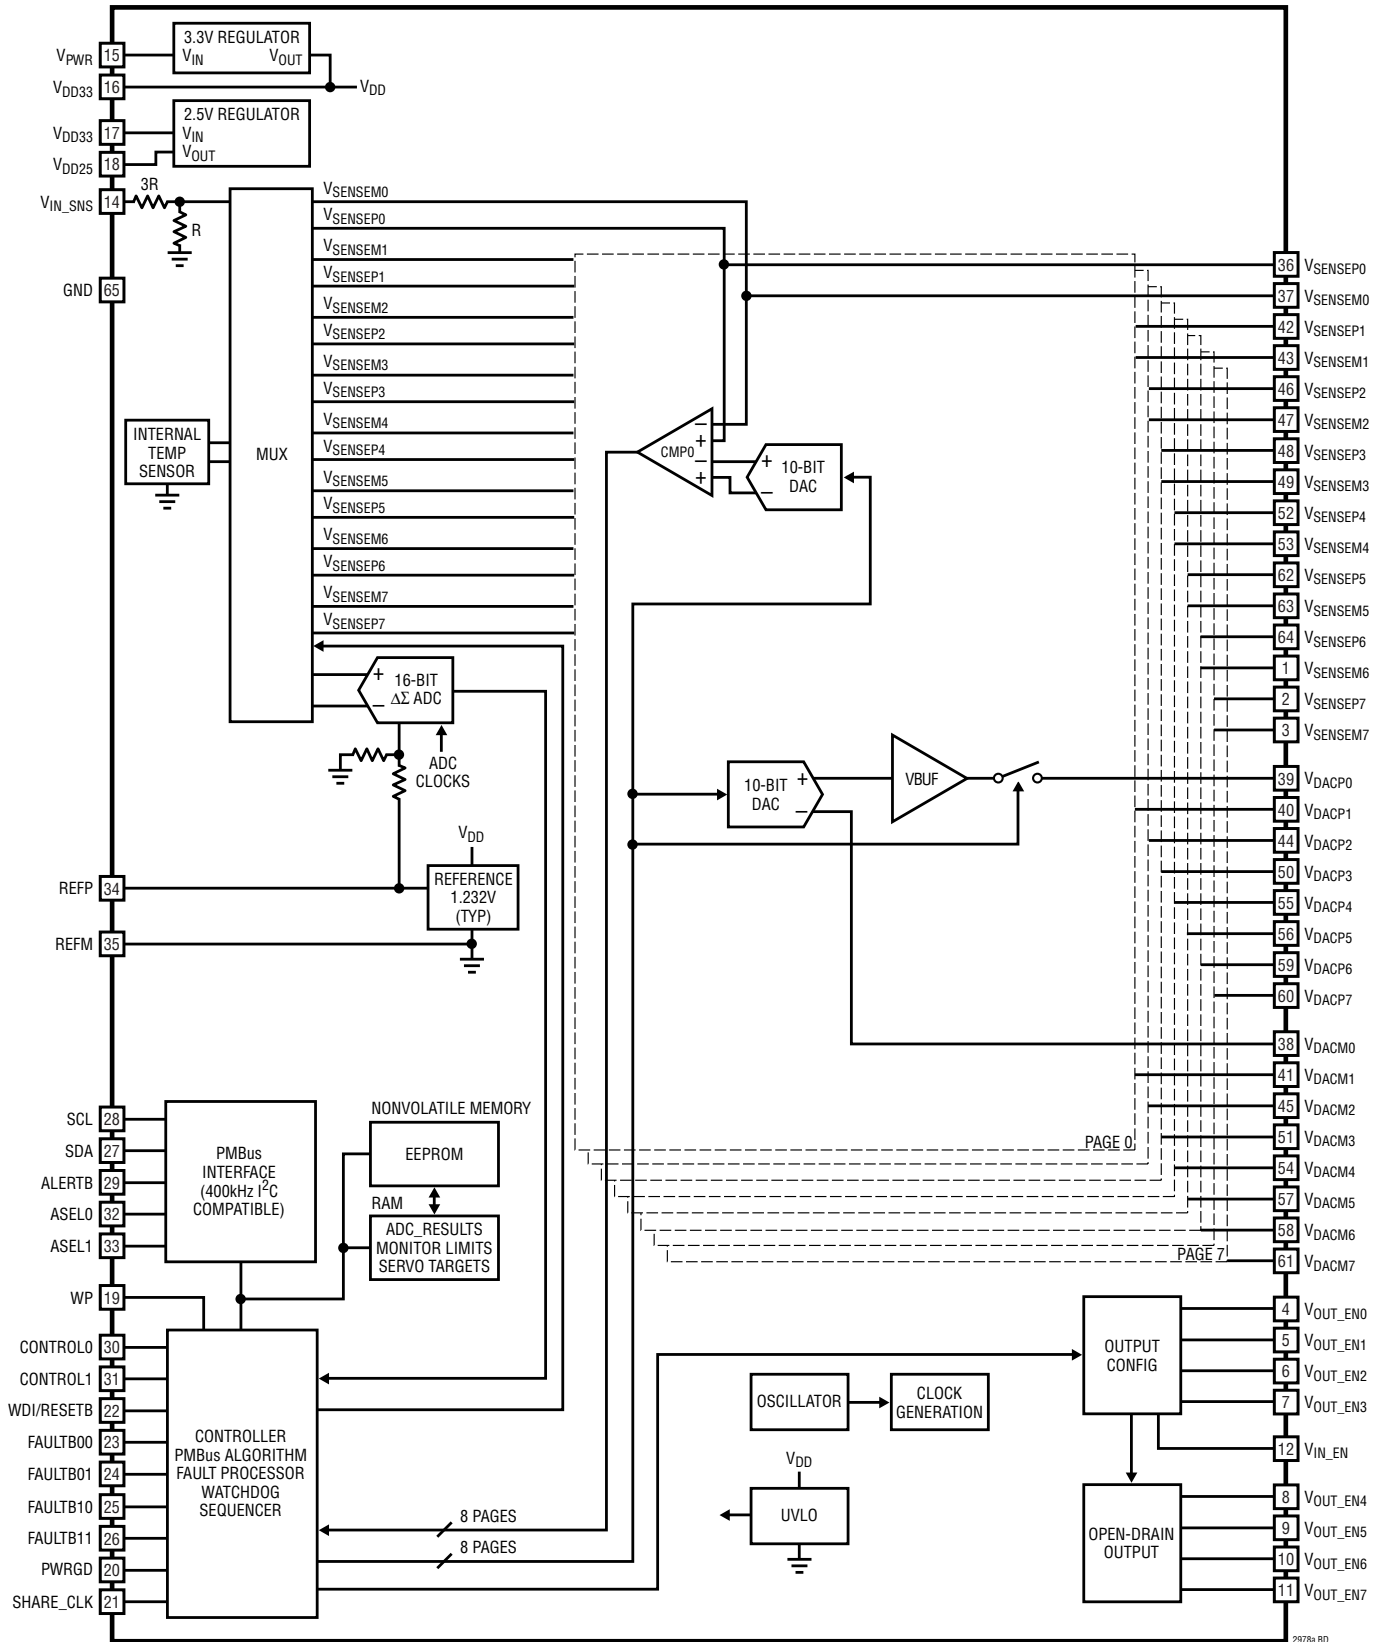 3.3V REGULATOR
VIN VOUT
VPWR 15
VDD33 16
VDD
2.5V REGULATOR
VIN
VOUT
VDD33 17
VDD25 18
VIN_SNS 14
3R
R
GND 65
INTERNAL
TEMP
SENSOR
MUX
VSENSEM0
VSENSEP0
VSENSEM1
VSENSEP1
VSENSEM2
VSENSEP2
VSENSEM3
VSENSEP3
VSENSEM4
VSENSEP4
VSENSEM5
VSENSEP5
VSENSEM6
VSENSEP6
VSENSEM7
VSENSEP7
–
+
–
+
CMP0
+
–
10-BIT
DAC
+
–
16-BIT
ΔΣ ADC
ADC
CLOCKS
10-BIT
DAC
+
–
VBUF
VDD
REFERENCE
1.232V
(TYP)
REFP 34
REFM 35
36 VSENSEP0
37 VSENSEM0
42 VSENSEP1
43 VSENSEM1
46 VSENSEP2
47 VSENSEM2
48 VSENSEP3
49 VSENSEM3
52 VSENSEP4
53 VSENSEM4
62 VSENSEP5
63 VSENSEM5
64 VSENSEP6
1 VSENSEM6
2 VSENSEP7
3 VSENSEM7
39 VDACP0
40 VDACP1
44 VDACP2
50 VDACP3
55 VDACP4
56 VDACP5
59 VDACP6
60 VDACP7
38 VDACM0
41 VDACM1
45 VDACM2
51 VDACM3
54 VDACM4
57 VDACM5
58 VDACM6
61 VDACM7
PAGE 0
PAGE 7
SCL 28
SDA 27
ALERTB 29
ASEL0 32
ASEL1 33
PMBus
INTERFACE
(400kHz I2C
COMPATIBLE)
NONVOLATILE MEMORY
EEPROM
RAM
ADC_RESULTS
MONITOR LIMITS
SERVO TARGETS
WP 19
CONTROL0 30
CONTROL1 31
WDI/RESETB 22
FAULTB00 23
FAULTB01 24
FAULTB10 25
FAULTB11 26
PWRGD 20
SHARE_CLK 21
CONTROLLER
PMBus ALGORITHM
FAULT PROCESSOR
WATCHDOG
SEQUENCER
8 PAGES
8 PAGES
OSCILLATOR
CLOCK
GENERATION
VDD
UVLO
OUTPUT
CONFIG
OPEN-DRAIN
OUTPUT
4 VOUT_EN0
5 VOUT_EN1
6 VOUT_EN2
7 VOUT_EN3
12 VIN_EN
8 VOUT_EN4
9 VOUT_EN5
10 VOUT_EN6
11 VOUT_EN7
2978a BD